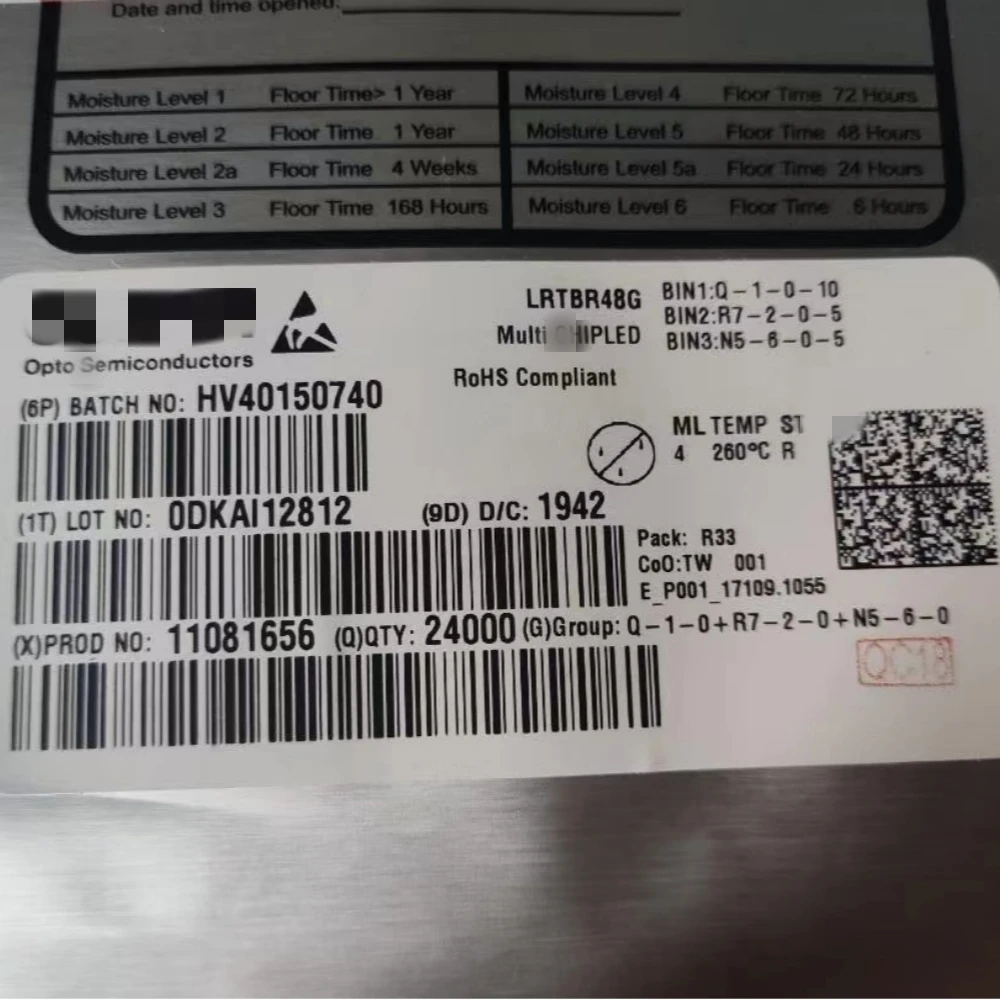 Date and time opened:
Moisture Level 1 Floor Time> 1 Year Moisture Level 4 Floor Time 72 Hours
Moisture Level 2 Floor Time 1 Year Moisture Level 5 Floor Time 48 Hours
Moisture Level 2a Floor Time 4 Weeks Moisture Level 5a Floor Time 24 Hours
Moisture Level 3 Floor Time 168 Hours Moisture Level 6 Floor Time 6 Hours
Opto Semiconductors
LRTBR48G
Multi CHIPLED
RoHS Compliant
BIN1:Q-1-0-10
BIN2:R7-2-0-5
BIN3:N5-6-0-5
(6P) BATCH NO: HV40150740
ML TEMP ST
4 260°C R
(1T) LOT NO: 0DKAI12812 (9D) D/C: 1942
Pack: R33
CoO:TW 001
E_P001_17109.1055
(X)PROD NO: 11081656 (Q)QTY: 24000 (G)Group: Q-1-0+R7-2-0+N5-6-0
QC18